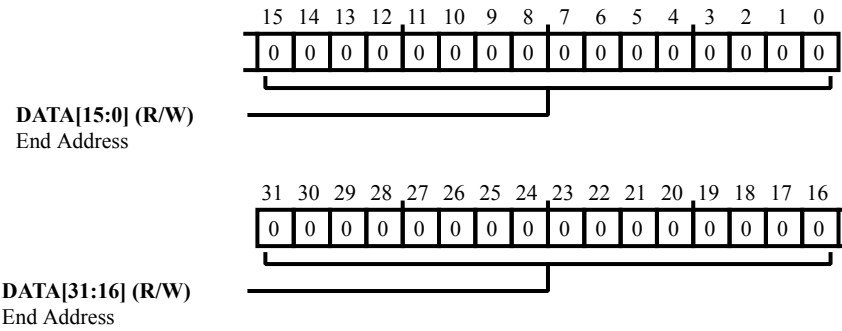 15 14 13 12 11 10 9 8 7 6 5 4 3 2 1 0
0 0 0 0 0 0 0 0 0 0 0 0 0 0 0 0
DATA[15:0] (R/W)
End Address
31 30 29 28 27 26 25 24 23 22 21 20 19 18 17 16
0 0 0 0 0 0 0 0 0 0 0 0 0 0 0 0
DATA[31:16] (R/W)
End Address